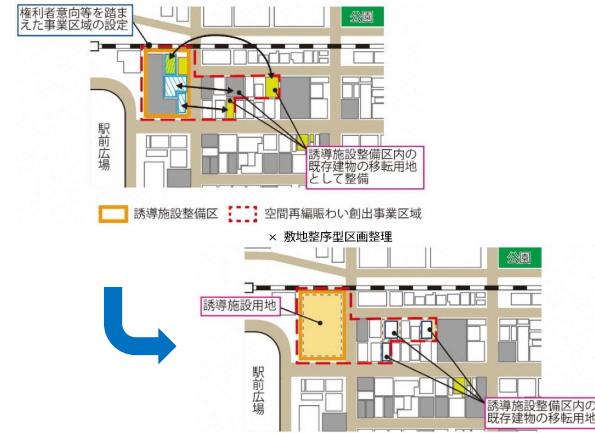 権利者意向等を踏ま
えた事業区域の設定
公園
駅前広場
誘導施設整備区内の
既存建物の移転用地
として整備
誘導施設整備区
空間再編賑わい創出事業区域
× 敷地整序型区画整理
公園
誘導施設用地
駅前広場
誘導施設整備区内の
既存建物の移転用地